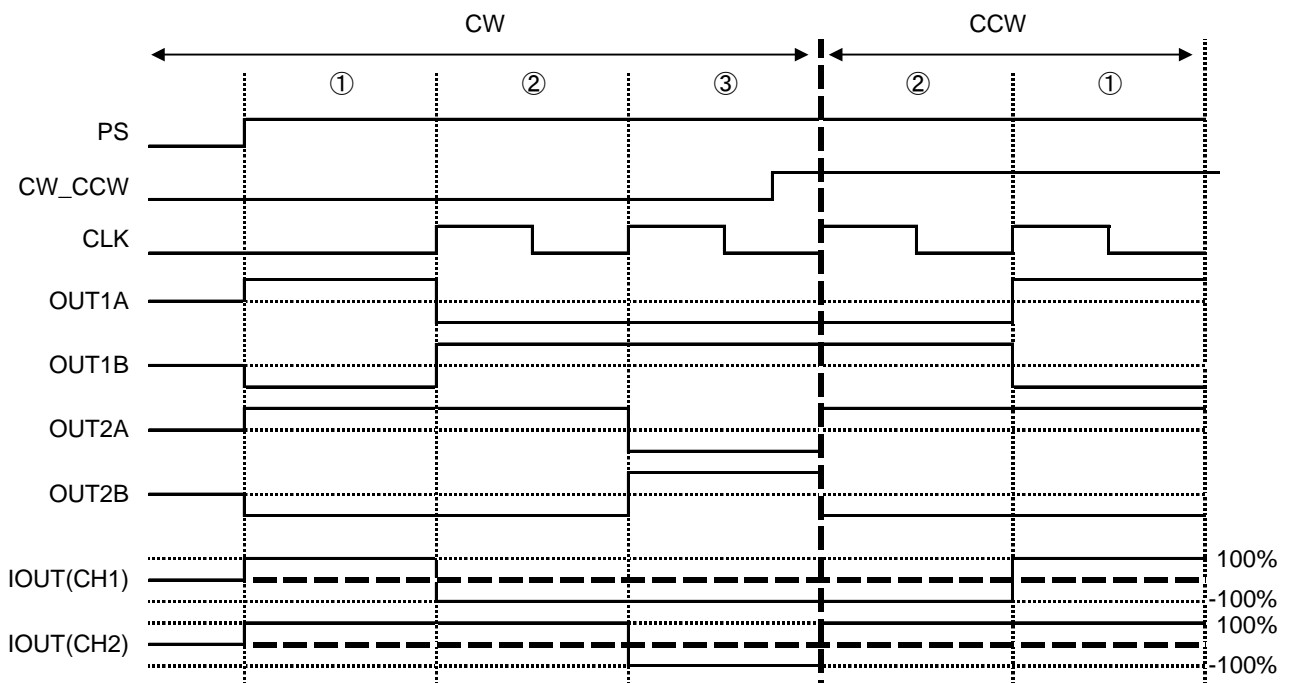 CW CCW
① ② ③ ② ①
PS
CW_CCW
CLK
OUT1A
OUT1B
OUT2A
OUT2B
IOUT(CH1) 100%
-100%
IOUT(CH2) 100%
-100%